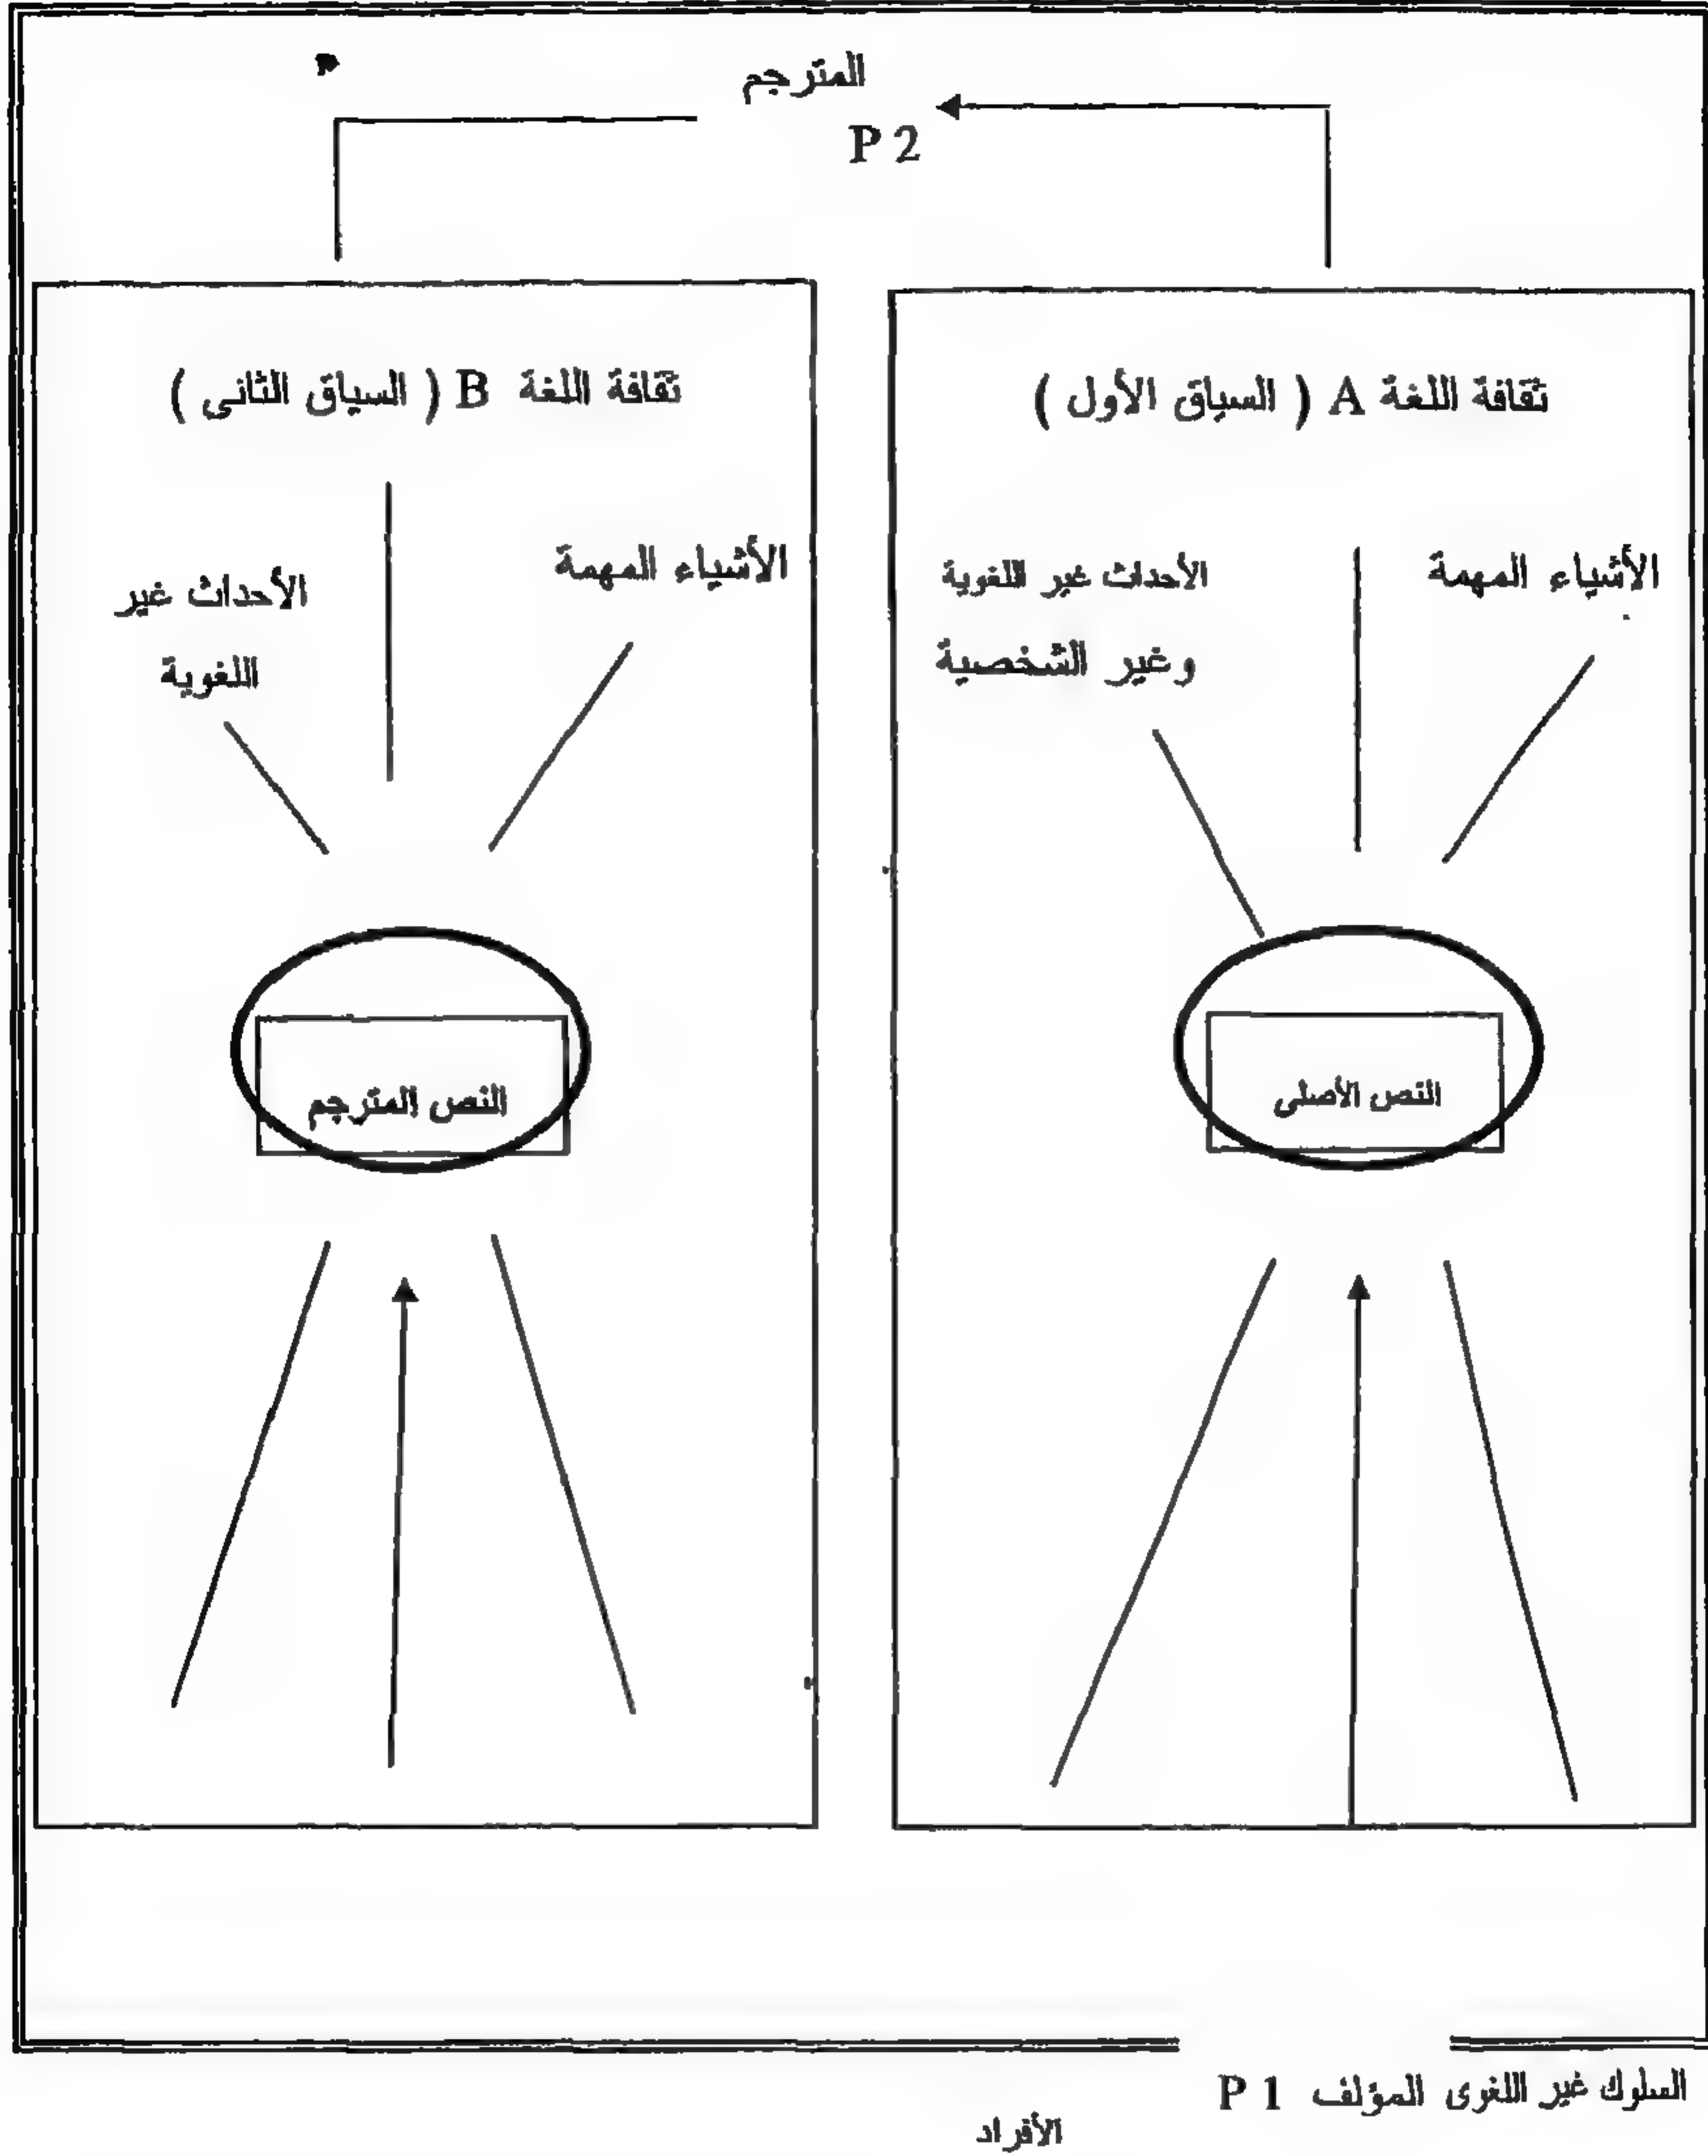 المترجم
P 2
ثقافة اللغة A ( السياق الأول )
الأشياء المهمة
الأحداث غير اللغوية
وغير الشخصية
النص الأصلى
ثقافة اللغة B ( السياق الثانى )
الأشياء المهمة
الأحداث غير
اللغوية
النص المترجم
السلوك غير اللغوى المؤلف P 1
الأفراد